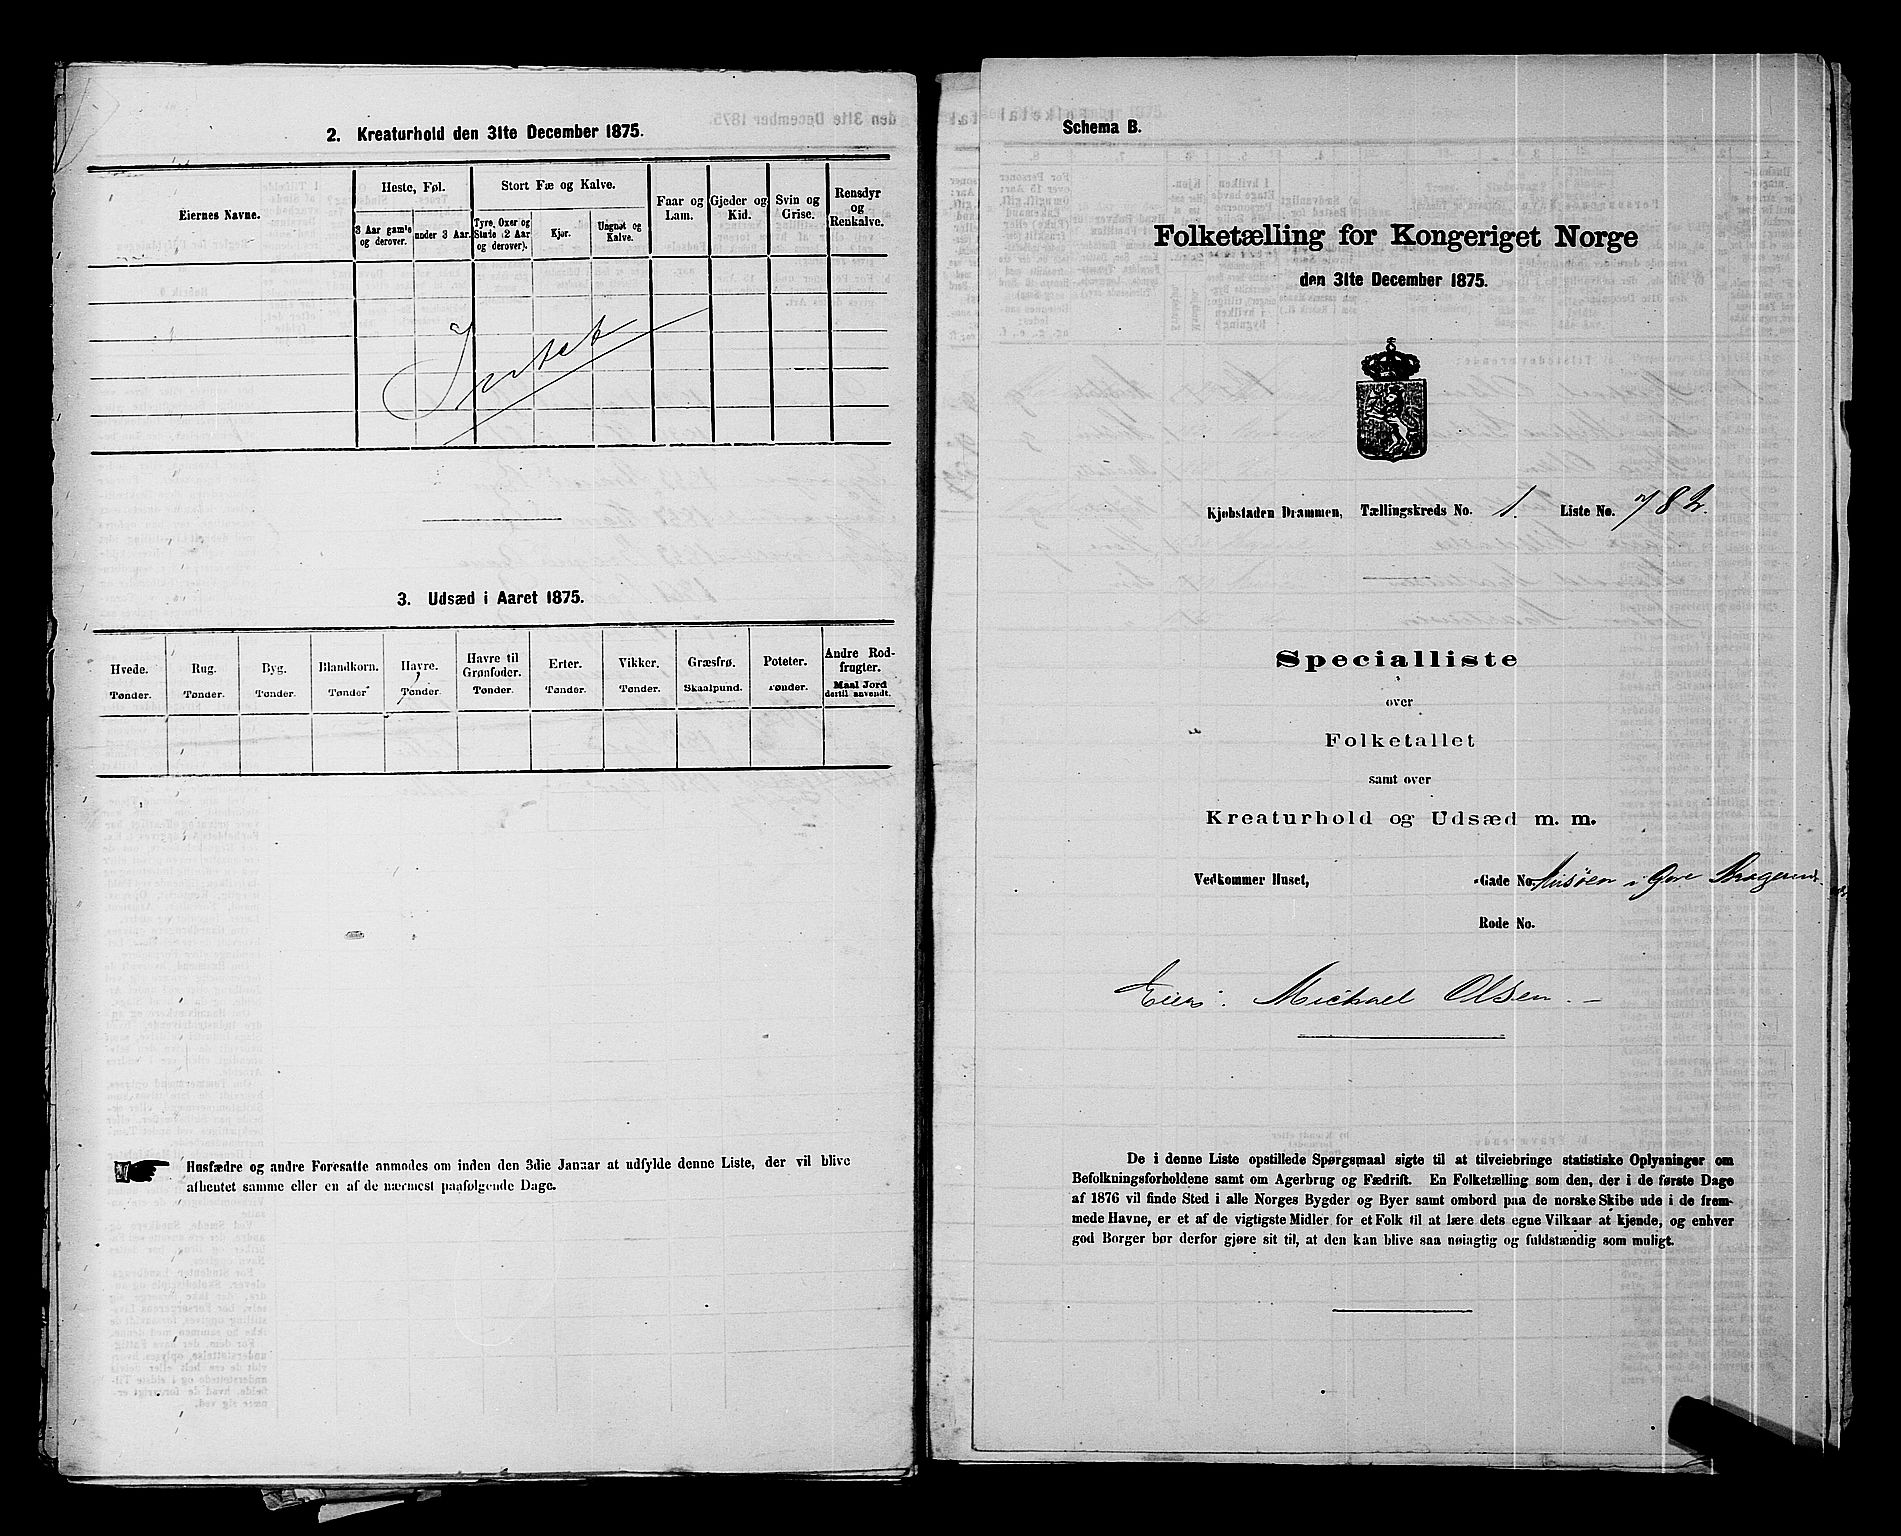 2. Kreaturhold den 31te December 1875.
Eiernes Navne.
Heste, Føl.
Stort Fæ og Kalve.
Faar og Lam.
Gjeder og Kid.
Svin og Grise.
Rensdyr og Renkalve.
3 Aar gamle og derover.
under 3 Aar.
Tyre, Oxer og Stude (2 Aar og derover).
Kjør.
Ungnøt og Kalve.
Intet
3. Udsæd i Aaret 1875.
Hvede. Tønder.
Rug. Tønder.
Byg. Tønder.
Blandkorn. Tønder
Havre. Tønder.
Havre til Grønfoder. Tønder.
Erter. Tønder.
Vikker. Tønder.
Græsfrø. Skaalpund.
Poteter. Tønder.
Andre Rodfrugter. Maal Jord dertil anvendt.
Husfædre og andre Foresatte anmodes om inden den 3die Januar at udfylde denne Liste, der vil blive
afhentet samme eller en af de nærmest paafølgende Dage.
Schema B.
Folketælling for Kongeriget Norge
den 31te December 1875.
Kjøbstaden Drammen, Tællingskreds No. 1. Liste No. 782.
Specialliste
over
Folketallet
samt over
Kreaturhold og Udsæd m. m.
Vedkommer Huset, -Gade No.
Rode No.
Eier: Michael Olsen.
De i denne Liste opstillede Spørgsmaal sigte til at tilveiebringe statistiske Oplysninger om
Befolkningsforholdene samt om Agerbrug og Fædrift. En Folketælling som den, der i de første Dage
af 1876 vil finde Sted i alle Norges Bygder og Byer samt ombord paa de norske Skibe ude i de frem-
mede Havne, er et af de vigtigste Midler for et Folk til at lære dets egne Vilkaar at kjende, og enhver
god Borger bør derfor gjøre sit til, at den kan blive saa nøiagtig og fuldstændig som muligt.